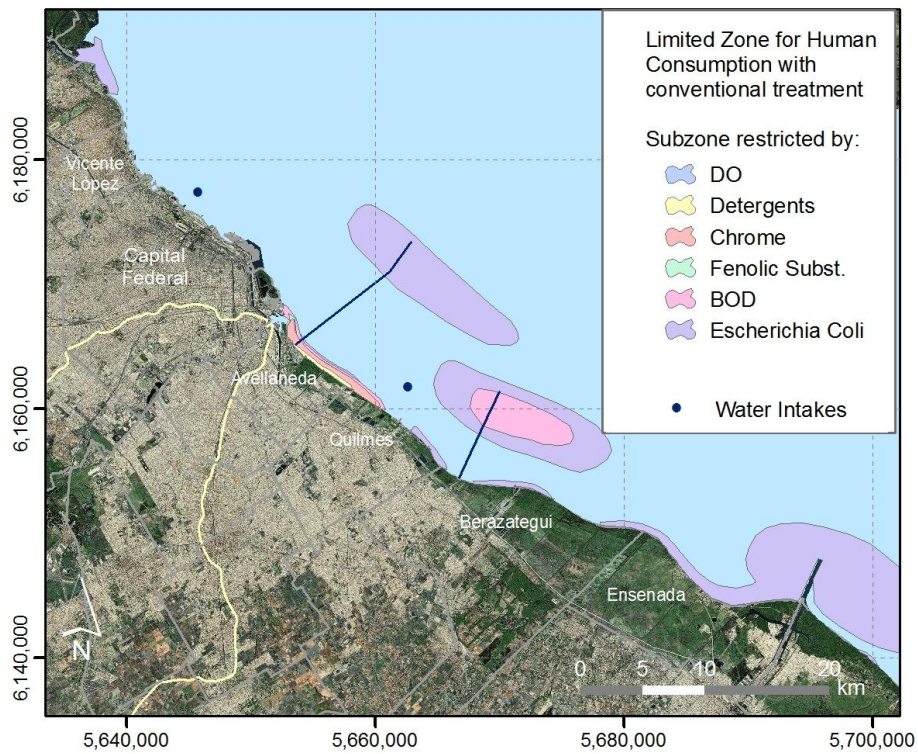 Limited Zone for Human
Consumption with
conventional treatment
Subzone restricted by:
DO
Detergents
Chrome
Fenolic Subst.
BOD
Escherichia Coli
Water Intakes
6,180,000
6,160,000
6,140,000
Vicente
López
Capital
Federal
Avellaneda
Quilmes
Berazategui
Ensenada
N
0 5 10 20
km
5,640,000 5,660,000 5,680,000 5,700,000